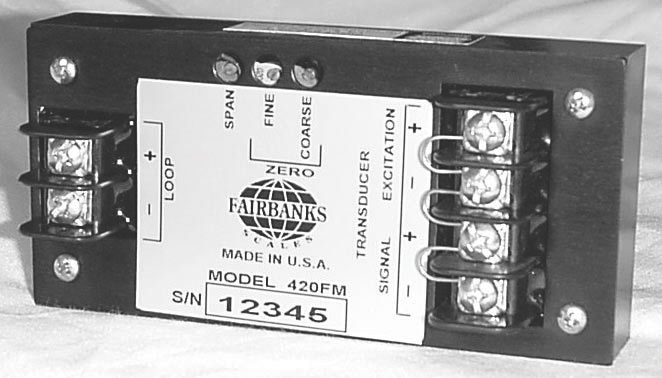 SPAN
FINE
COARSE
ZERO
+
-
LOOP
FAIRBANKS
SCALES
MADE IN U.S.A.
MODEL 420FM
S/N 12345
TRANSDUCER
EXCITATION
+
-
SIGNAL
+
-